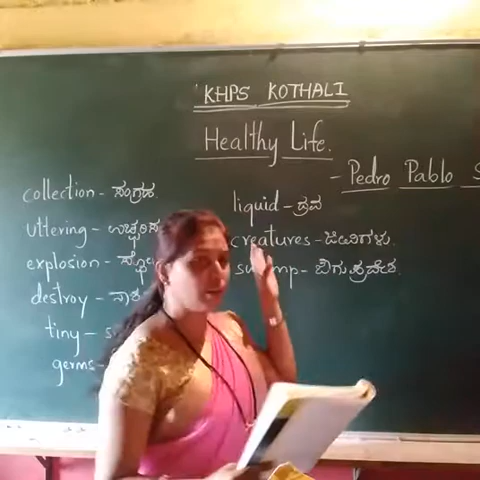 'KHPS KOTHALI
Healthy Life.
- Pedro Pablo S
collection - ಸಂಗ್ರಹ
uttering - ಉಚ್ಚರಿಸ
explosion - ಸ್ಫೋ
destroy - ನಾಶ
tiny - ಸ
germs -
liquid - ದ್ರವ
creatures - ಜೀವಿಗಳು.
swamp -